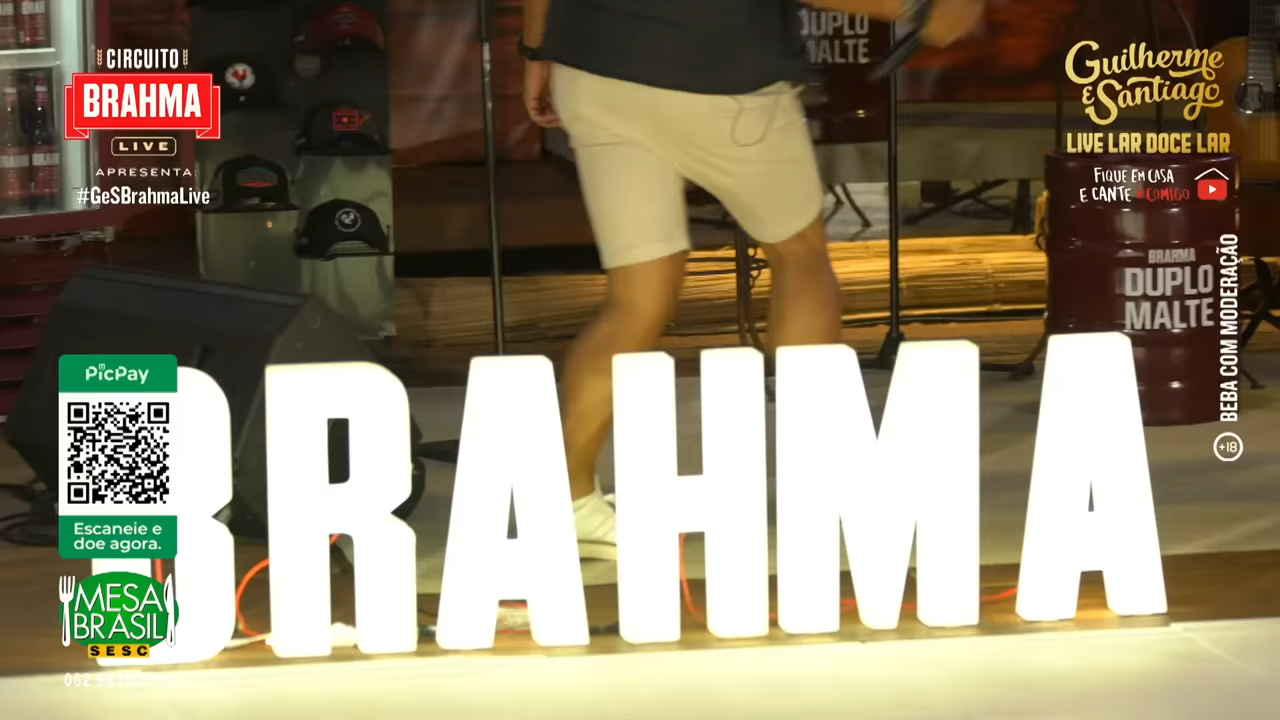 CIRCUITO
BRAHMA
LIVE
APRESENTA:
#GeSBrahmaLive
Guilherme
& Santiago
LIVE LAR DOCE LAR
FIQUE EM CASA
E CANTE #COMIGO
DUPLO
MALTE
BRAHMA
DUPLO
MALTE
BEBA COM MODERAÇÃO
+18
PicPay
Escaneie e
doe agora.
BRAHMA
MESA
BRASIL
SESC
062